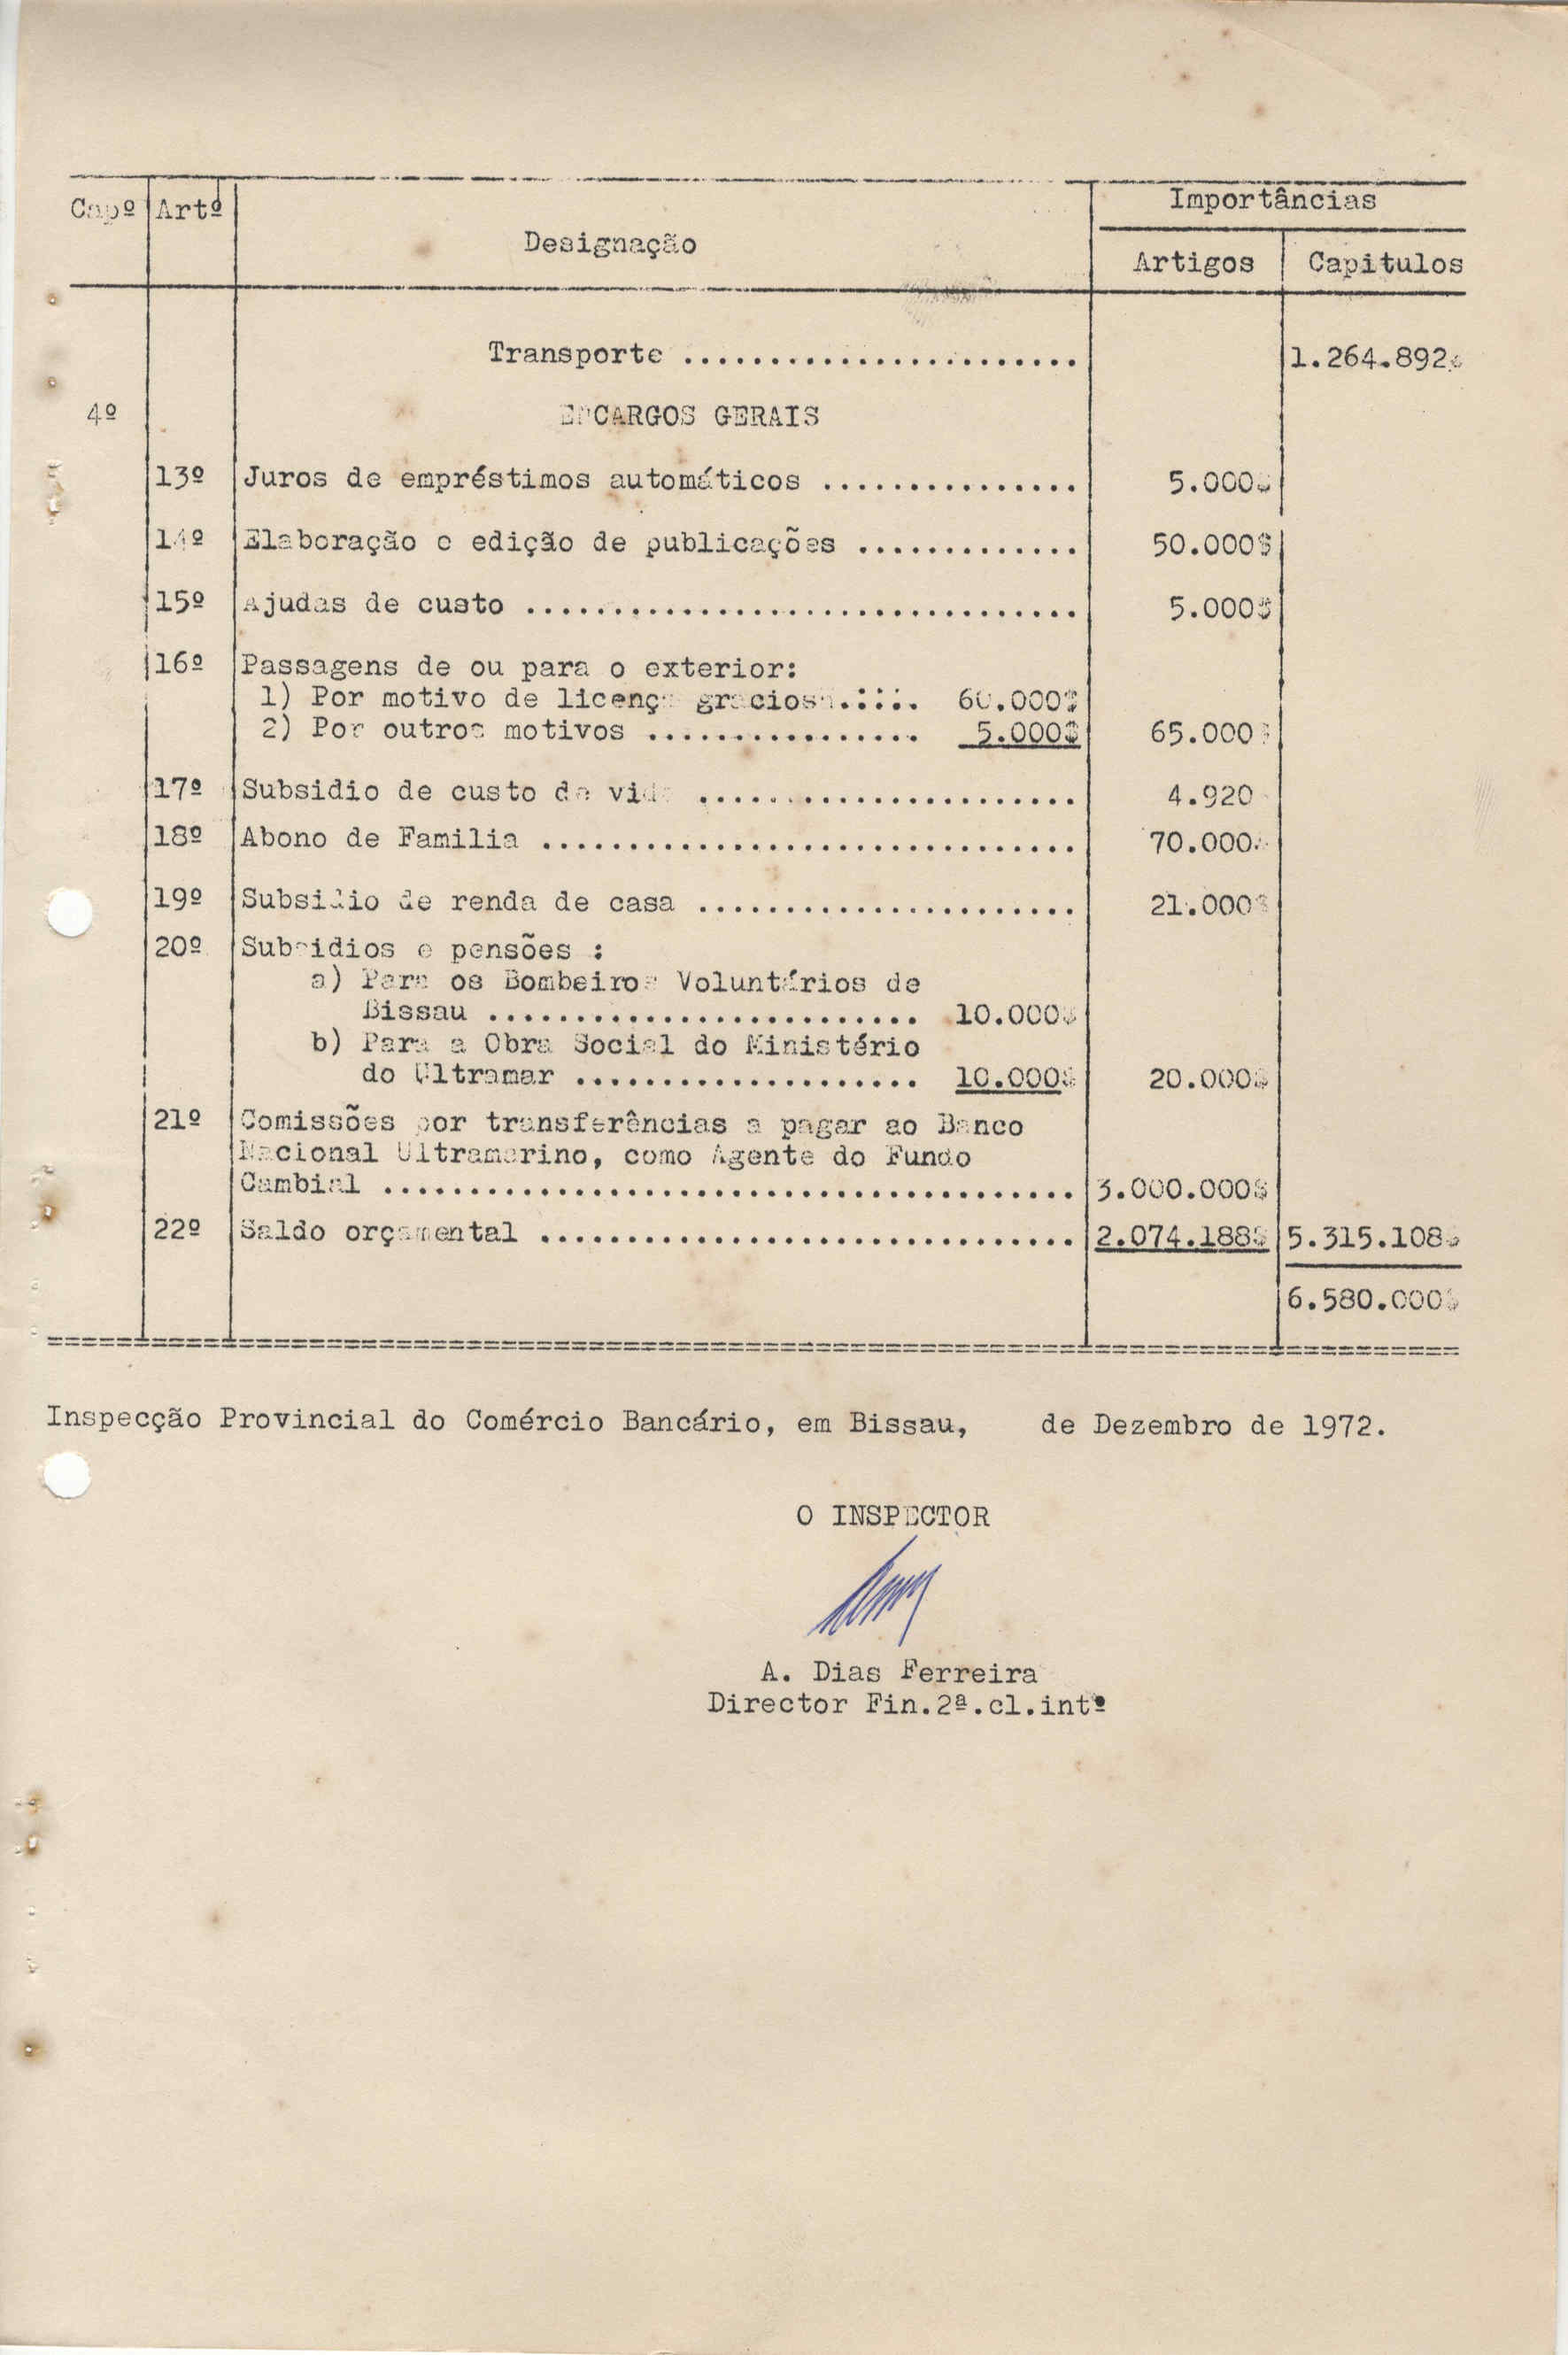 Capº Artº Importâncias
Designação
Artigos Capitulos
Transporte ....................... 1.264.892$
4º ENCARGOS GERAIS
13º Juros de empréstimos automáticos ............... 5.000$
14º Elaboração e edição de publicações ............. 50.000$
15º Ajudas de custo ................................ 5.000$
16º Passagens de ou para o exterior:
1) Por motivo de licença graciosa..... 60.000$
2) Por outros motivos ................ 5.000$ 65.000$
17º Subsidio de custo de vida ...................... 4.920
18º Abono de Familia ............................... 70.000$
19º Subsidio de renda de casa ...................... 21.000$
20º Subsidios e pensões :
a) Para os Bombeiros Voluntários de
Bissau ......................... 10.000$
b) Para a Obra Social do Ministério
do Ultramar .................... 10.000$ 20.000$
21º Comissões por transferências a pagar ao Banco
Nacional Ultramarino, como Agente do Fundo
Cambial ........................................ 3.000.000$
22º Saldo orçamental ............................... 2.074.188$ 5.315.108$
6.580.000$
Inspecção Provincial do Comércio Bancário, em Bissau, de Dezembro de 1972.
O INSPECTOR
A. Dias Ferreira
Director Fin.2ª.cl.intº